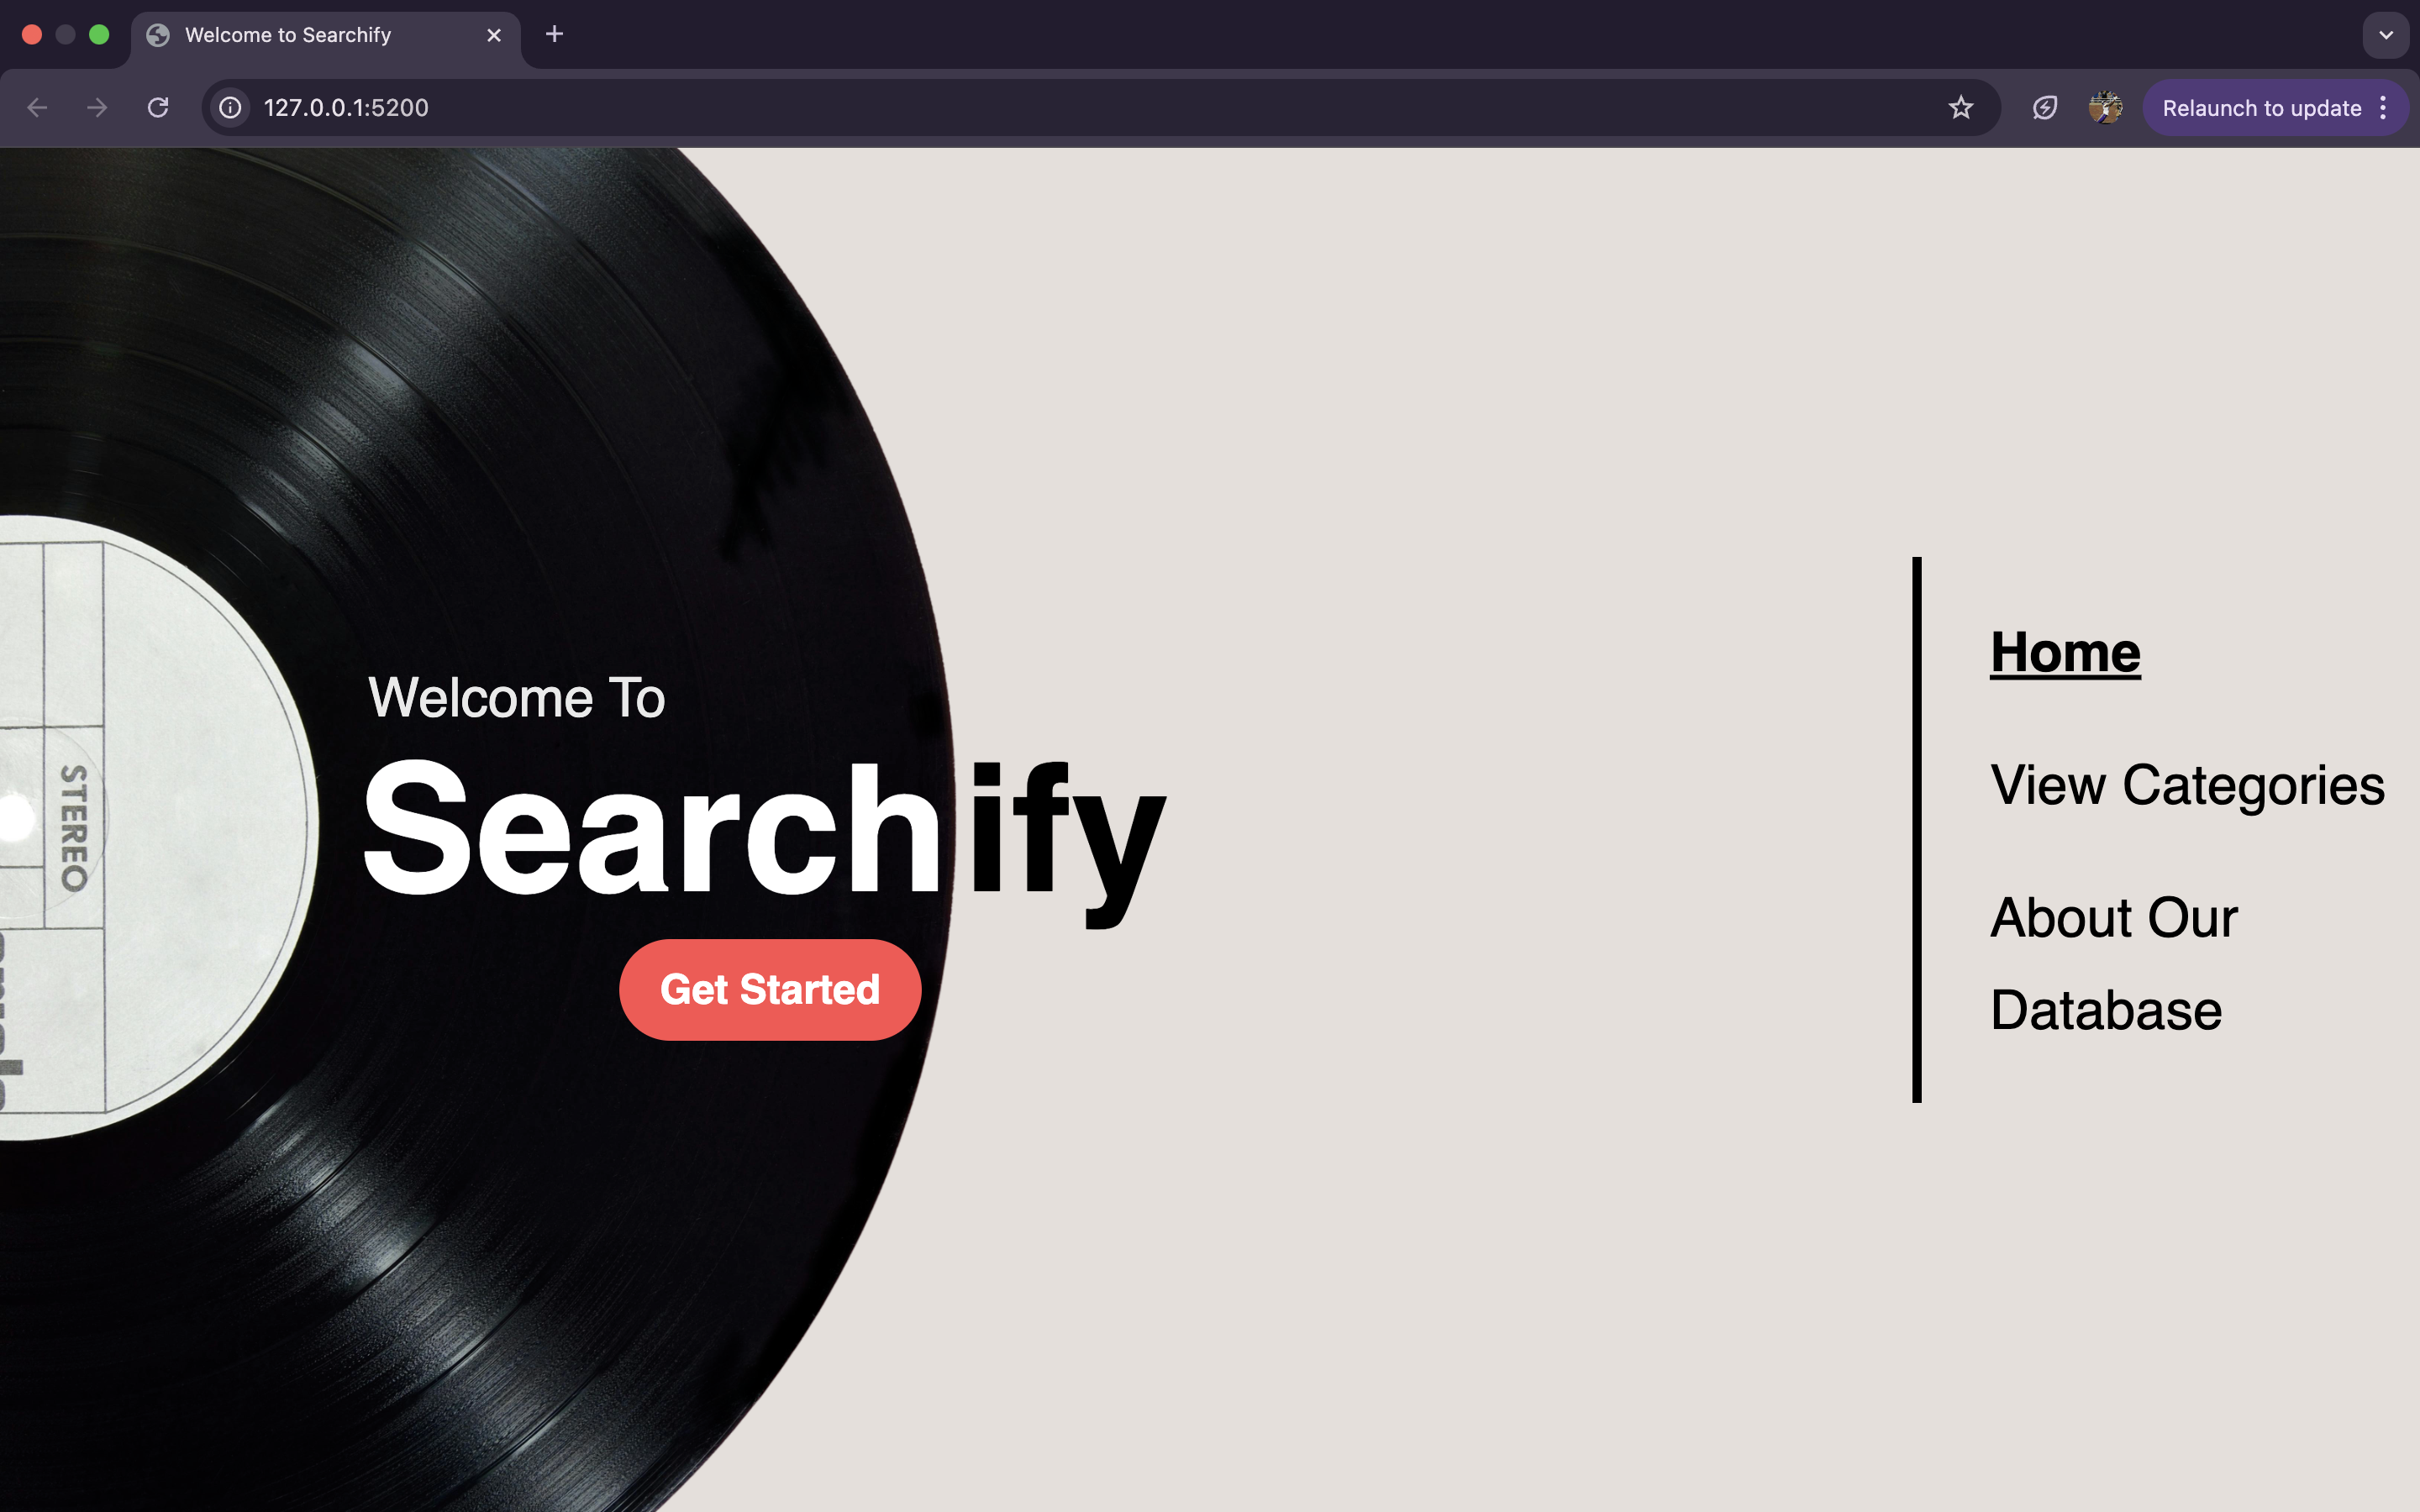 Welcome to Searchify
127.0.0.1:5200
Relaunch to update
STEREO
Welcome To
Searchify
Get Started
Home
View Categories
About Our
Database